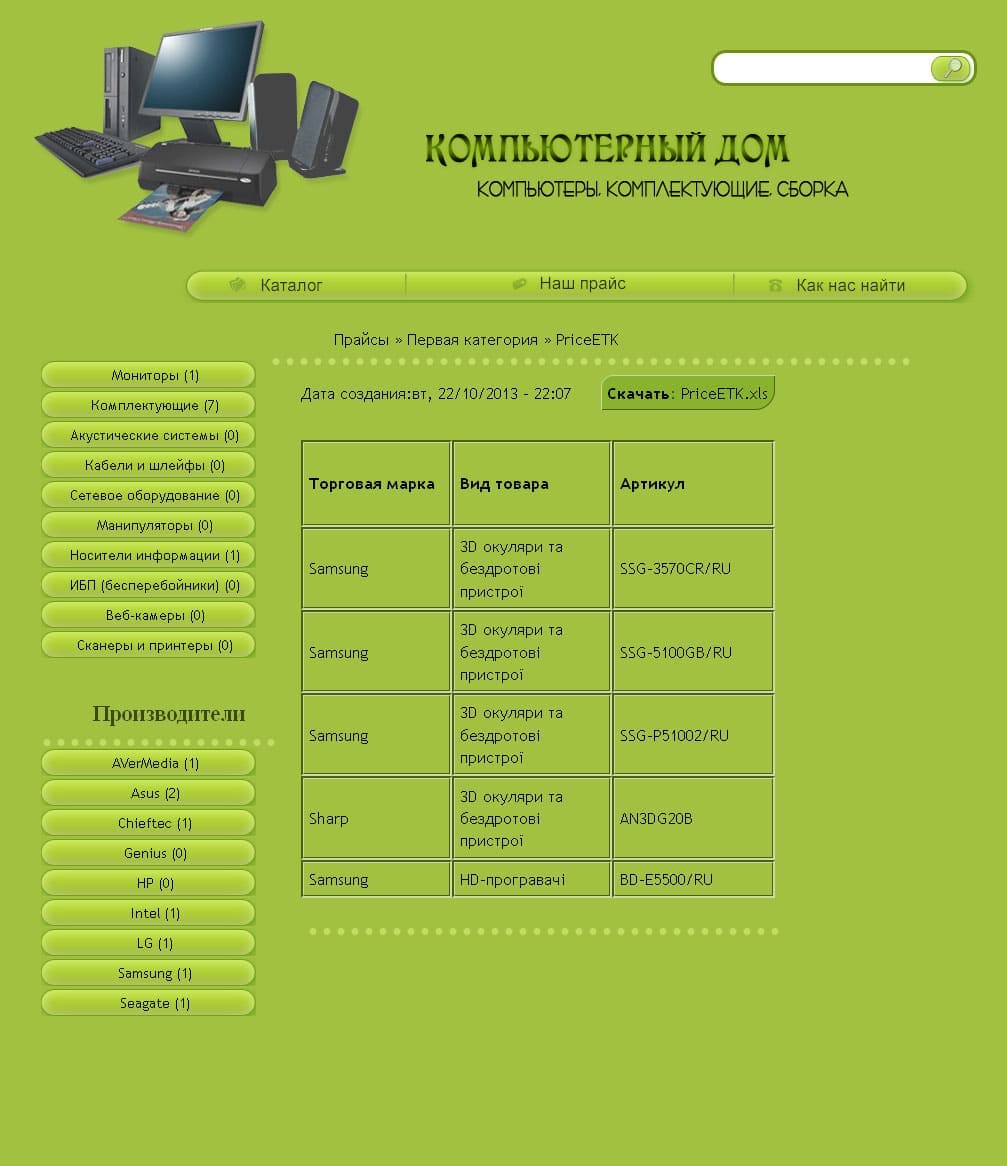 КОМПЬЮТЕРНЫЙ ДОМ
КОМПЬЮТЕРЫ, КОМПЛЕКТУЮЩИЕ, СБОРКА
Каталог
Наш прайс
Как нас найти
Прайсы » Первая категория » PriceETK
Мониторы (1)
Комплектующие (7)
Акустические системы (0)
Кабели и шлейфы (0)
Сетевое оборудование (0)
Манипуляторы (0)
Носители информации (1)
ИБП (бесперебойники) (0)
Веб-камеры (0)
Сканеры и принтеры (0)
Производители
AVerMedia (1)
Asus (2)
Chieftec (1)
Genius (0)
HP (0)
Intel (1)
LG (1)
Samsung (1)
Seagate (1)
Дата создания:вт, 22/10/2013 - 22:07
Скачать: PriceETK.xls
Торговая марка
Вид товара
Артикул
Samsung
3D окуляри та
бездротові
пристрої
SSG-3570CR/RU
Samsung
3D окуляри та
бездротові
пристрої
SSG-5100GB/RU
Samsung
3D окуляри та
бездротові
пристрої
SSG-P51002/RU
Sharp
3D окуляри та
бездротові
пристрої
AN3DG20B
Samsung
HD-програвачі
BD-E5500/RU